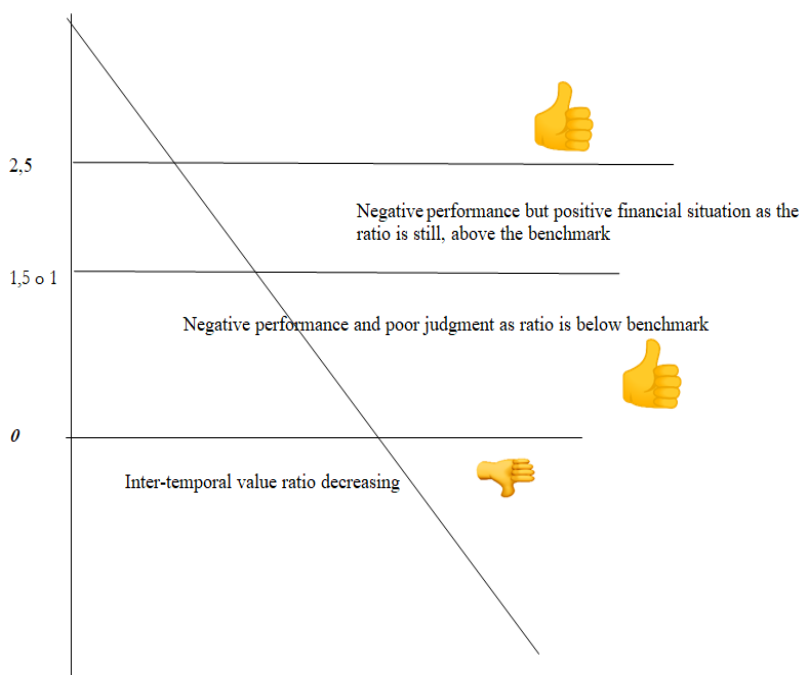 2,5
Negative performance but positive financial situation as the
ratio is still, above the benchmark
1,5 o 1
Negative performance and poor judgment as ratio is below benchmark
0
Inter-temporal value ratio decreasing